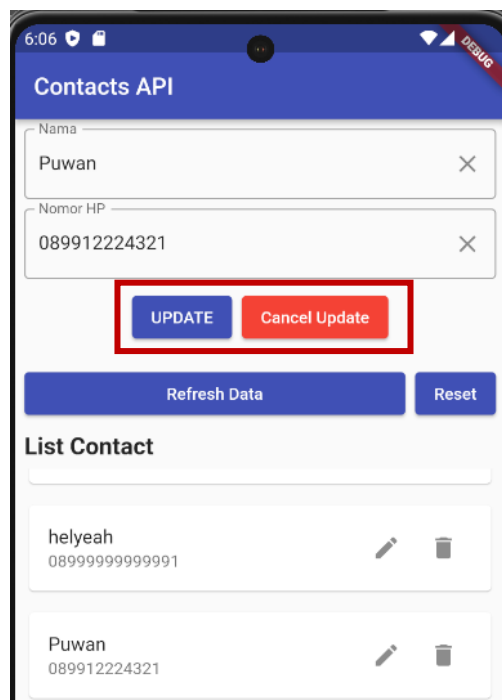 6:06
DEBUG
Contacts API
Nama
Puwan
Nomor HP
089912224321
UPDATE Cancel Update
Refresh Data Reset
List Contact
helyeah
08999999999991
Puwan
089912224321